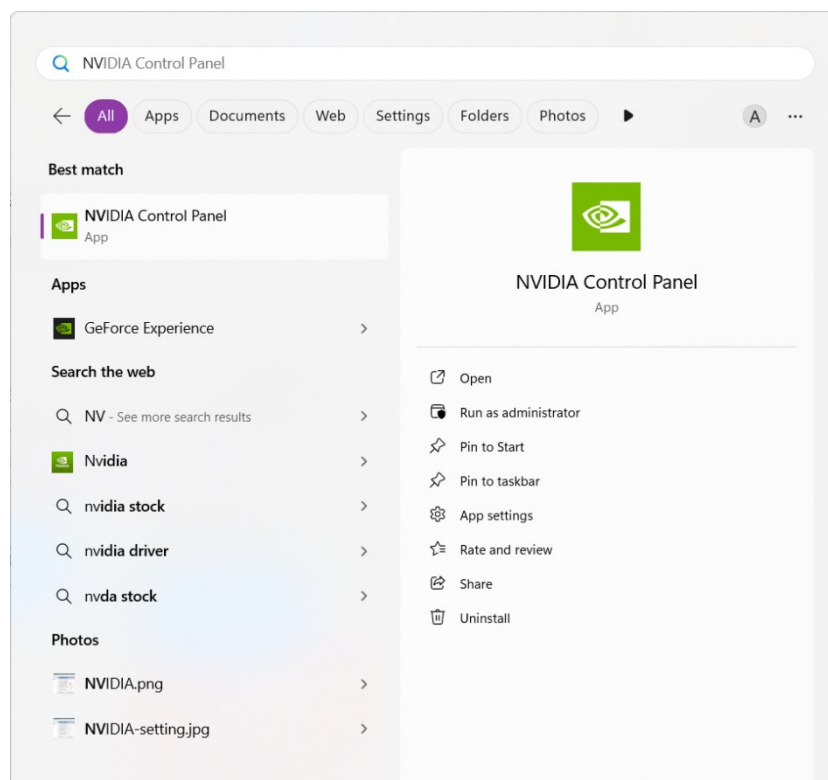 NVIDIA Control Panel
All Apps Documents Web Settings Folders Photos A ...
Best match
NVIDIA Control Panel
App
Apps
GeForce Experience
Search the web
NV - See more search results
Nvidia
nvidia stock
nvidia driver
nvda stock
Photos
NVIDIA.png
NVIDIA-setting.jpg
NVIDIA Control Panel
App
Open
Run as administrator
Pin to Start
Pin to taskbar
App settings
Rate and review
Share
Uninstall